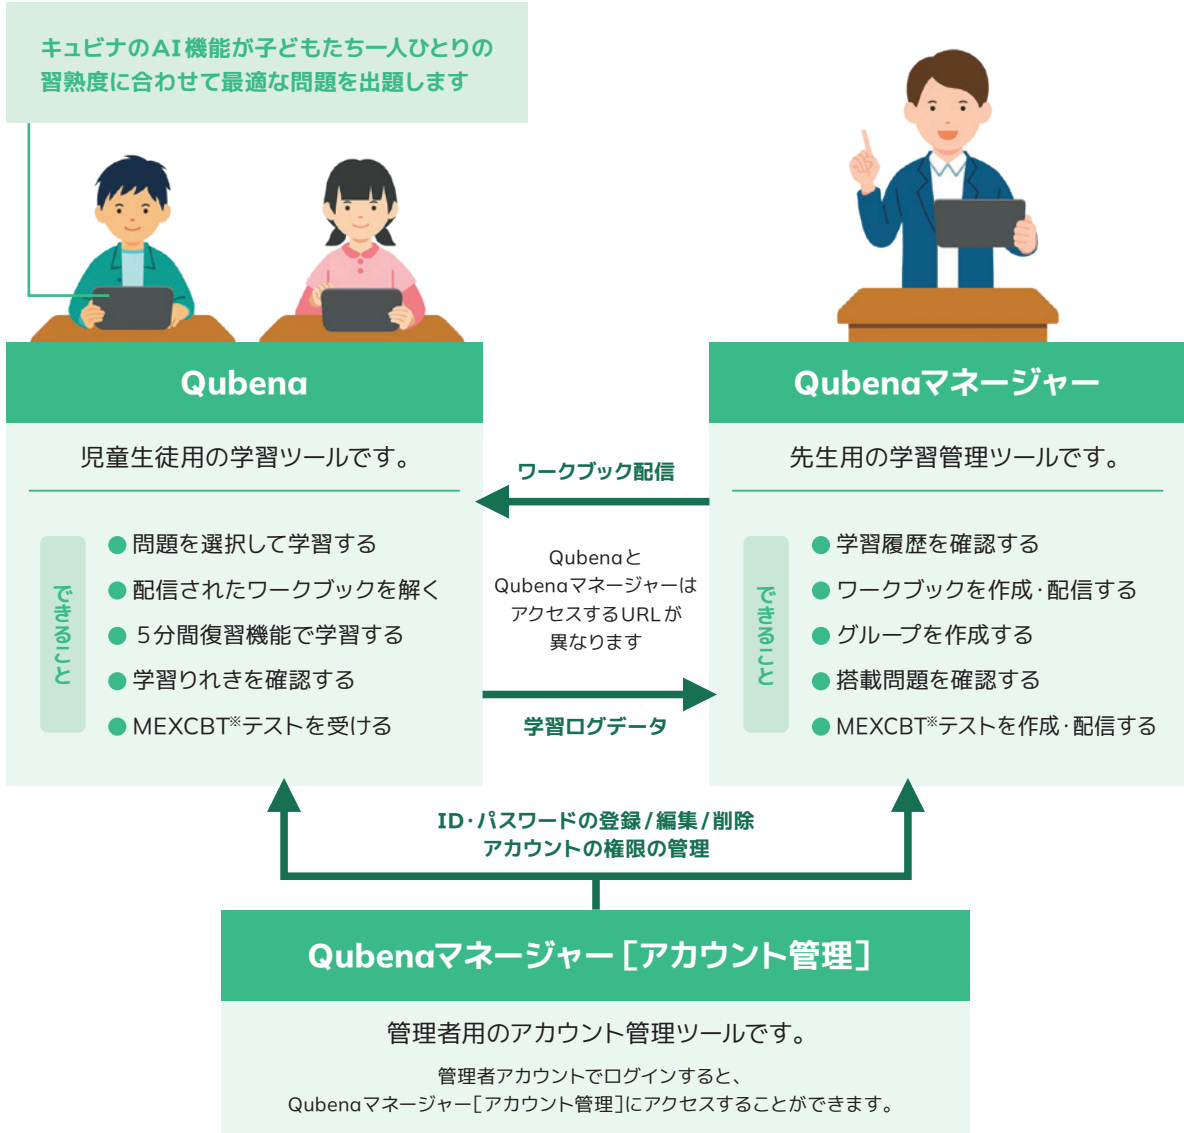 キュビナのAI機能が子どもたち一人ひとりの
習熟度に合わせて最適な問題を出題します
Qubena
児童生徒用の学習ツールです。
できること
問題を選択して学習する
配信されたワークブックを解く
5分間復習機能で学習する
学習りれきを確認する
MEXCBT※テストを受ける
ワークブック配信
Qubenaと
Qubenaマネージャーは
アクセスするURLが
異なります
学習ログデータ
Qubenaマネージャー
先生用の学習管理ツールです。
できること
学習履歴を確認する
ワークブックを作成・配信する
グループを作成する
搭載問題を確認する
MEXCBT※テストを作成・配信する
ID・パスワードの登録/編集/削除
アカウントの権限の管理
Qubenaマネージャー[アカウント管理]
管理者用のアカウント管理ツールです。
管理者アカウントでログインすると、
Qubenaマネージャー[アカウント管理]にアクセスすることができます。